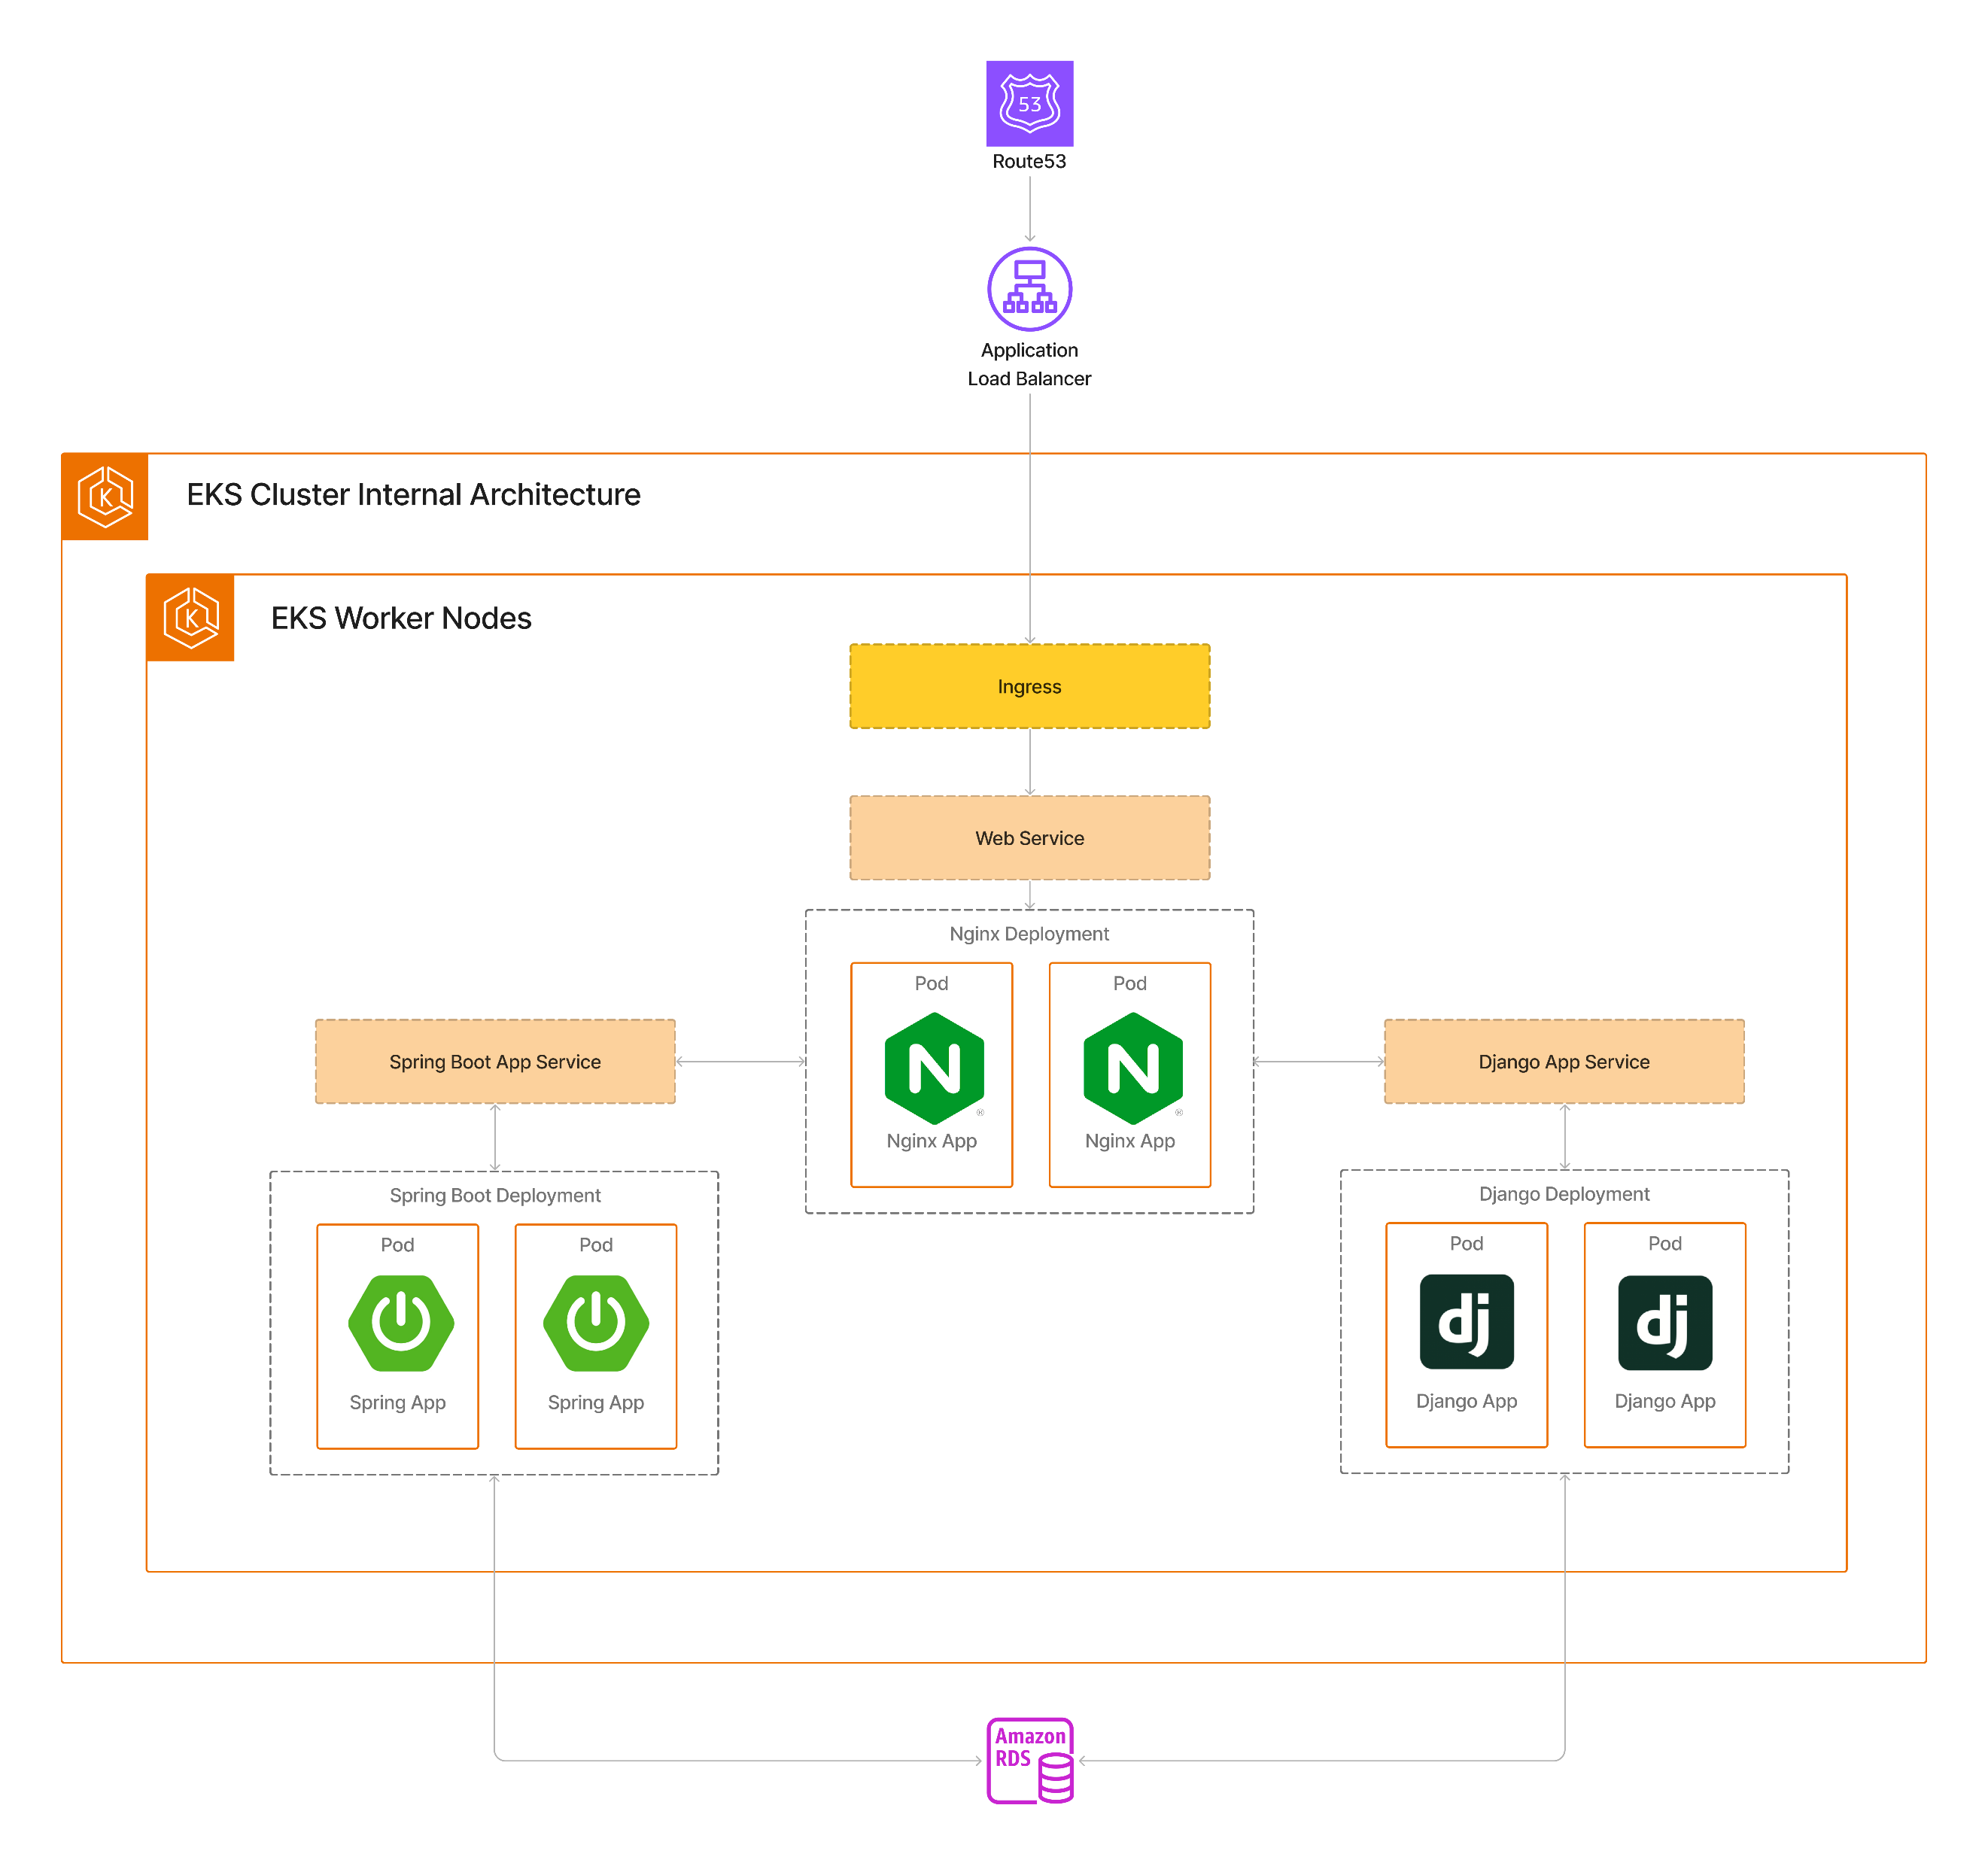 53
Route53
Application
Load Balancer
K
EKS Cluster Internal Architecture
K
EKS Worker Nodes
Ingress
Web Service
Nginx Deployment
Pod
Pod
N
®
N
®
Nginx App
Nginx App
Spring Boot App Service
Django App Service
Spring Boot Deployment
Pod
Pod
Spring App
Spring App
Django Deployment
Pod
Pod
dj
dj
Django App
Django App
Amazon
RDS